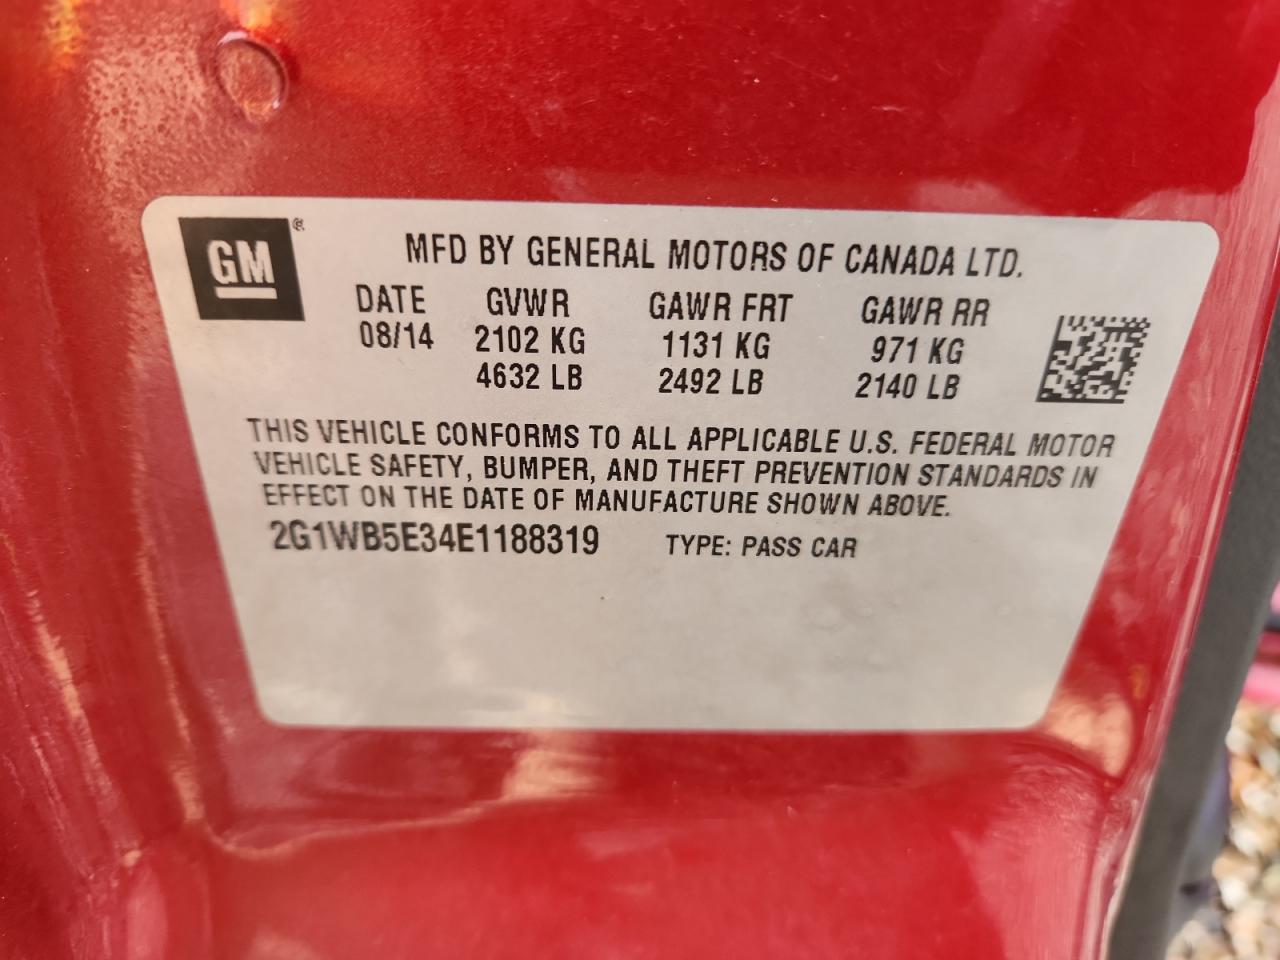 GM
MFD BY GENERAL MOTORS OF CANADA LTD.
DATE GVWR GAWR FRT GAWR RR
08/14 2102 KG 1131 KG 971 KG
4632 LB 2492 LB 2140 LB
THIS VEHICLE CONFORMS TO ALL APPLICABLE U.S. FEDERAL MOTOR
VEHICLE SAFETY, BUMPER, AND THEFT PREVENTION STANDARDS IN
EFFECT ON THE DATE OF MANUFACTURE SHOWN ABOVE.
2G1WB5E34E1188319 TYPE: PASS CAR